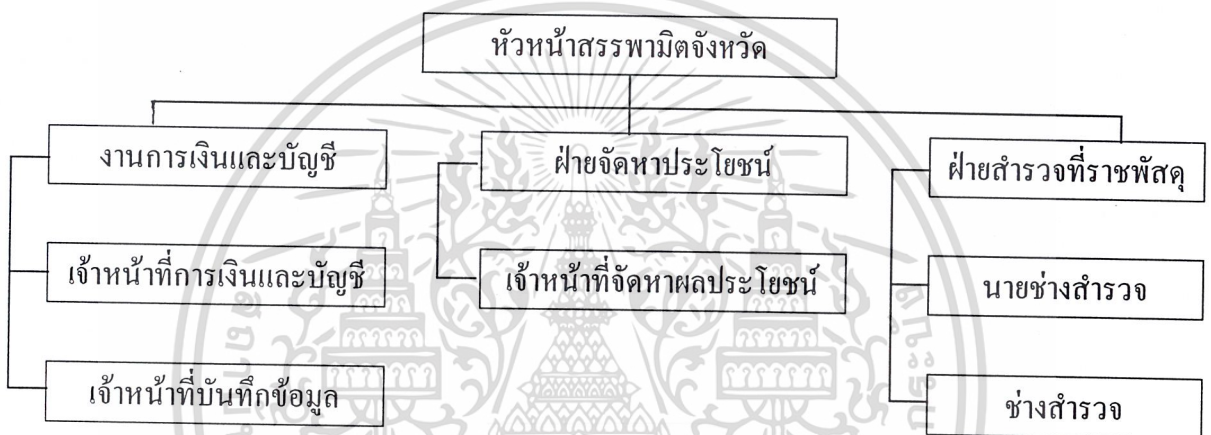 หัวหน้าสรรพามิตจังหวัด
งานการเงินและบัญชี
ฝ่ายจัดหาประโยชน์
ฝ่ายสำรวจที่ราชพัสดุ
เจ้าหน้าที่การเงินและบัญชี
เจ้าหน้าที่จัดหาผลประโยชน์
นายช่างสำรวจ
เจ้าหน้าที่บันทึกข้อมูล
ช่างสำรวจ